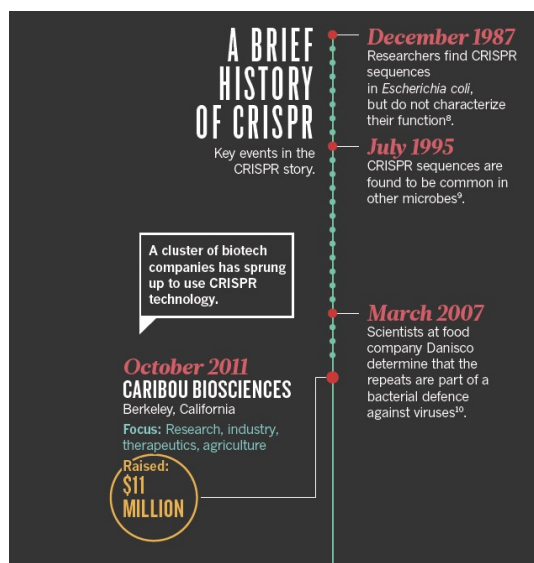 A BRIEF
HISTORY
OF CRISPR
Key events in the
CRISPR story.
December 1987
Researchers find CRISPR
sequences
in Escherichia coli,
but do not characterize
their function⁸.
July 1995
CRISPR sequences are
found to be common in
other microbes⁹.
A cluster of biotech
companies has sprung
up to use CRISPR
technology.
March 2007
Scientists at food
company Danisco
determine that the
repeats are part of a
bacterial defence
against viruses¹⁰.
October 2011
CARIBOU BIOSCIENCES
Berkeley, California
Focus: Research, industry,
therapeutics, agriculture
Raised:
$11
MILLION